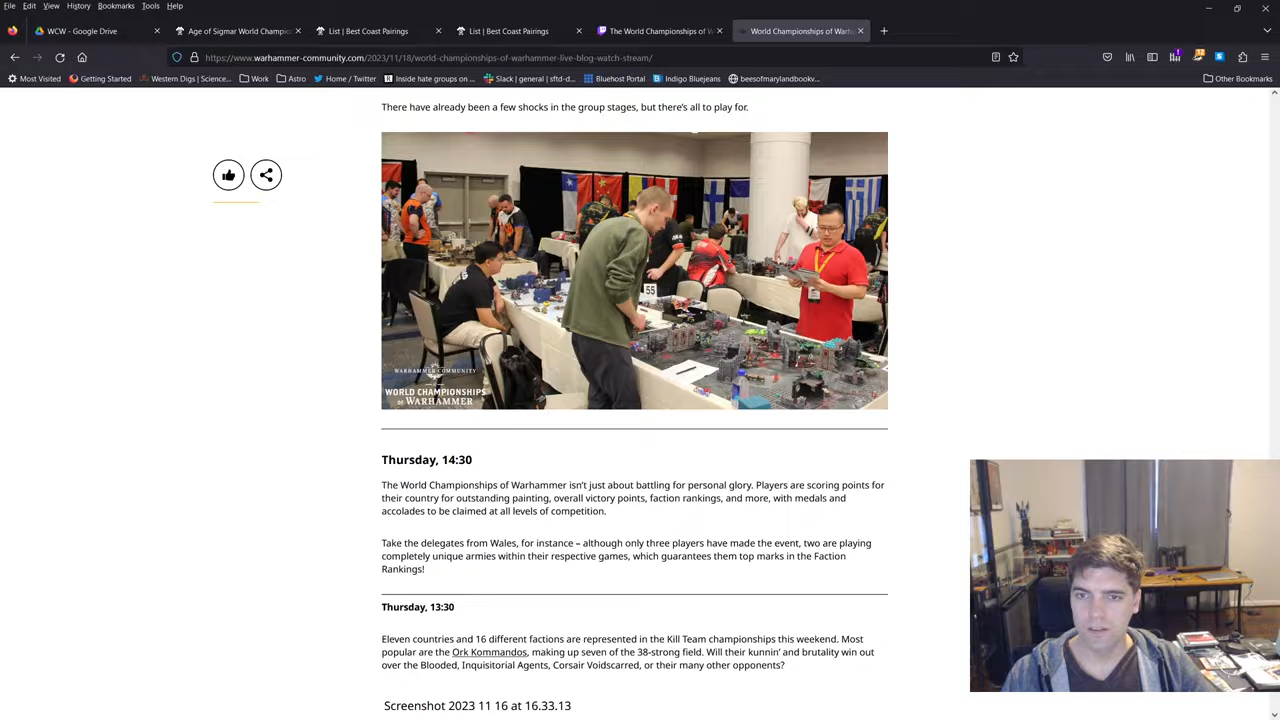 File Edit View History Bookmarks Tools Help
WCW - Google Drive
Age of Sigmar World Champio
List | Best Coast Pairings
List | Best Coast Pairings
The World Championships of W
World Championships of Warha
https://www.warhammer-community.com/2023/11/18/world-championships-of-warhammer-live-blog-watch-stream/
Most Visited Getting Started Western Digs | Science... Work Astro Home / Twitter Inside hate groups on ... Slack | general | sftd-d... Bluehost Portal Indigo Bluejeans beesofmarylandbookv... Other Bookmarks
There have already been a few shocks in the group stages, but there's all to play for.
55
WARHAMMER COMMUNITY
WORLD CHAMPIONSHIPS
OF WARHAMMER
Thursday, 14:30
The World Championships of Warhammer isn't just about battling for personal glory. Players are scoring points for
their country for outstanding painting, overall victory points, faction rankings, and more, with medals and
accolades to be claimed at all levels of competition.
Take the delegates from Wales, for instance – although only three players have made the event, two are playing
completely unique armies within their respective games, which guarantees them top marks in the Faction
Rankings!
Thursday, 13:30
Eleven countries and 16 different factions are represented in the Kill Team championships this weekend. Most
popular are the Ork Kommandos, making up seven of the 38-strong field. Will their kunnin' and brutality win out
over the Blooded, Inquisitorial Agents, Corsair Voidscarred, or their many other opponents?
Screenshot 2023 11 16 at 16.33.13